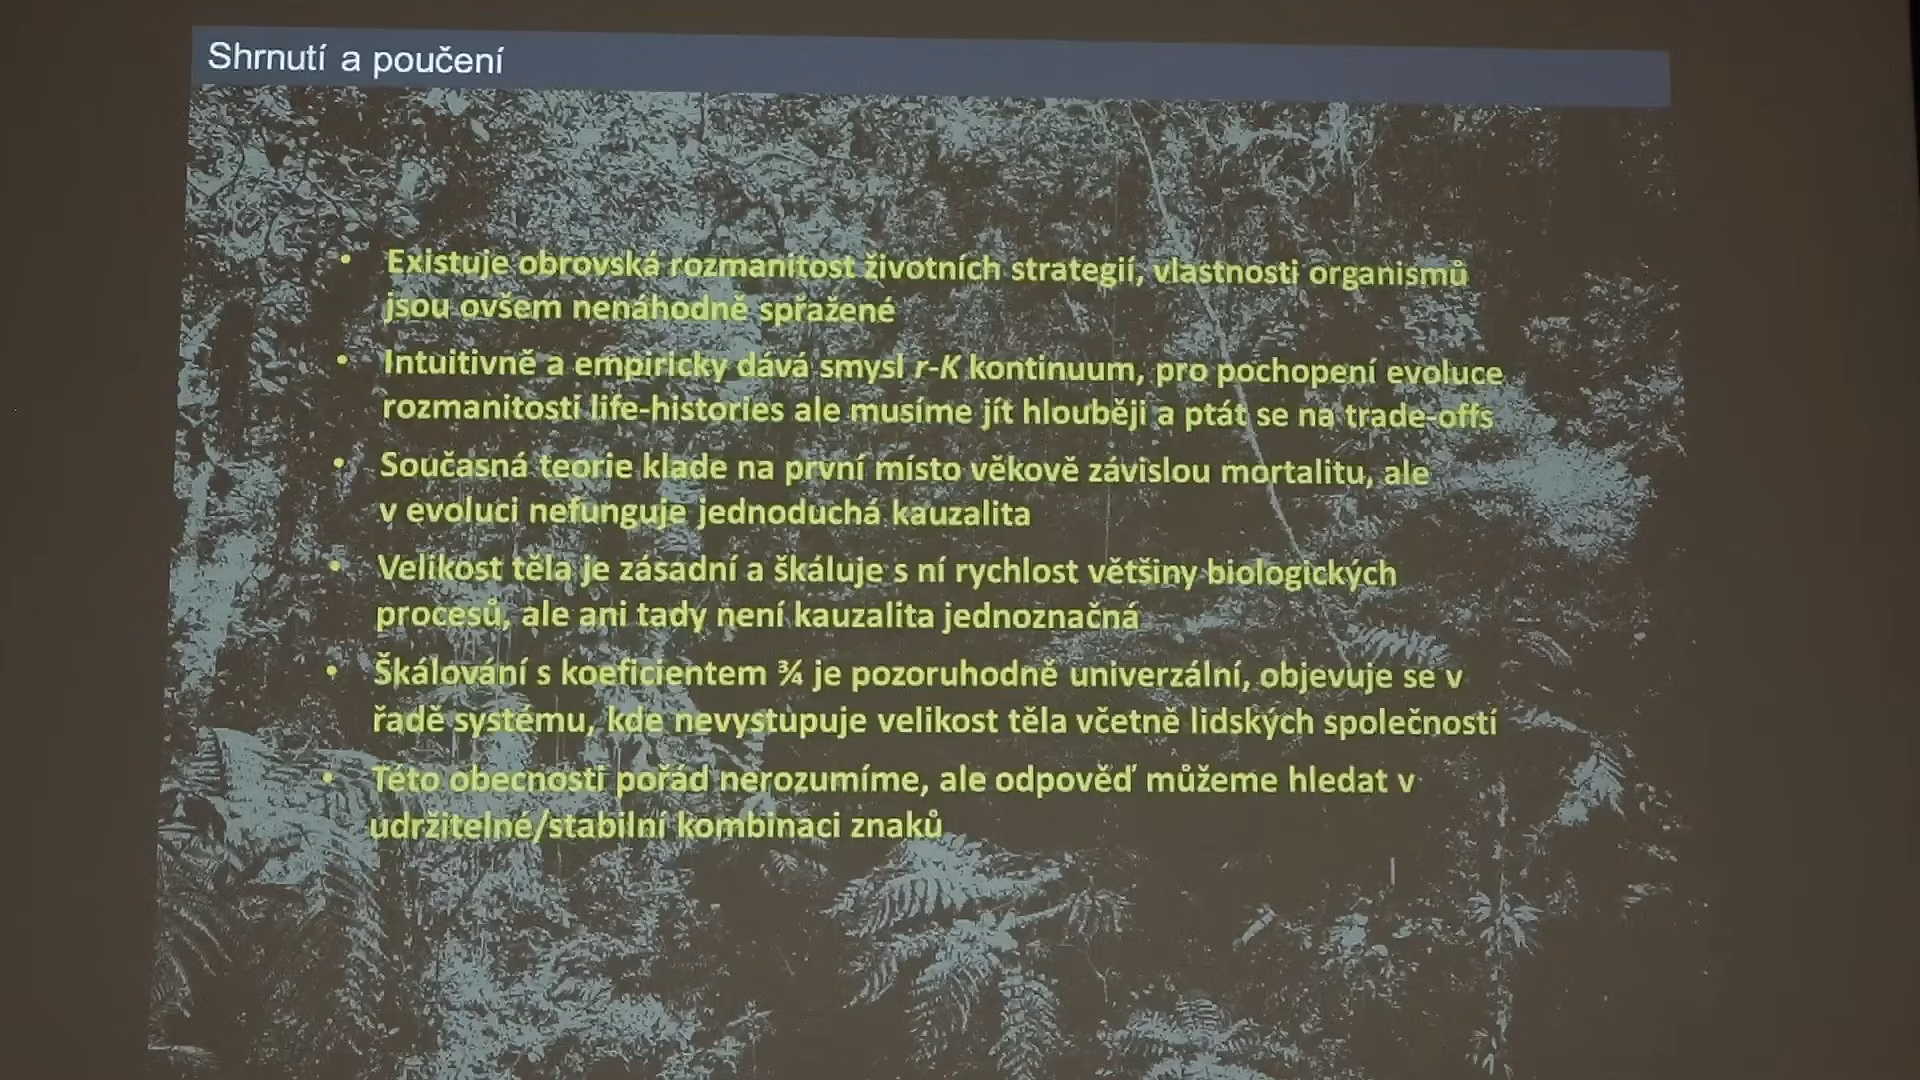 Shrnutí a poučení
• Existuje obrovská rozmanitost životních strategií, vlastnosti organismů
jsou ovšem nenáhodně spřažené
• Intuitivně a empiricky dává smysl r-K kontinuum, pro pochopení evoluce
rozmanitosti life-histories ale musíme jít hlouběji a ptát se na trade-offs
• Současná teorie klade na první místo věkově závislou mortalitu, ale
v evoluci nefunguje jednoduchá kauzalita
• Velikost těla je zásadní a škáluje s ní rychlost většiny biologických
procesů, ale ani tady není kauzalita jednoznačná
• Škálování s koeficientem ¾ je pozoruhodně univerzální, objevuje se v
řadě systému, kde nevystupuje velikost těla včetně lidských společností
• Této obecnosti pořád nerozumíme, ale odpověď můžeme hledat v
udržitelné/stabilní kombinaci znaků